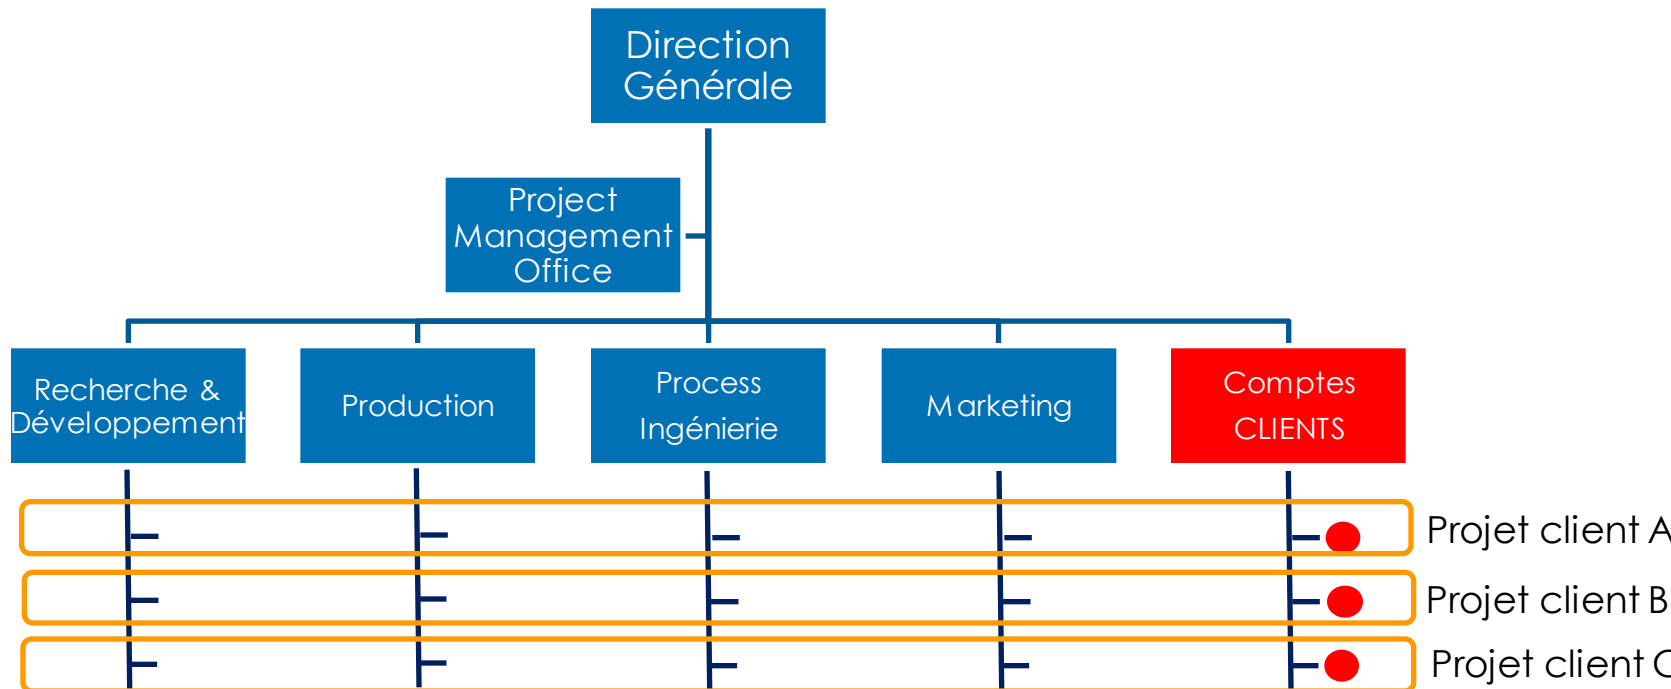 Direction
Générale
Project
Management
Office
Recherche &
Développement
Production
Process
Ingénierie
Marketing
Comptes
CLIENTS
Projet client A
Projet client B
Projet client C